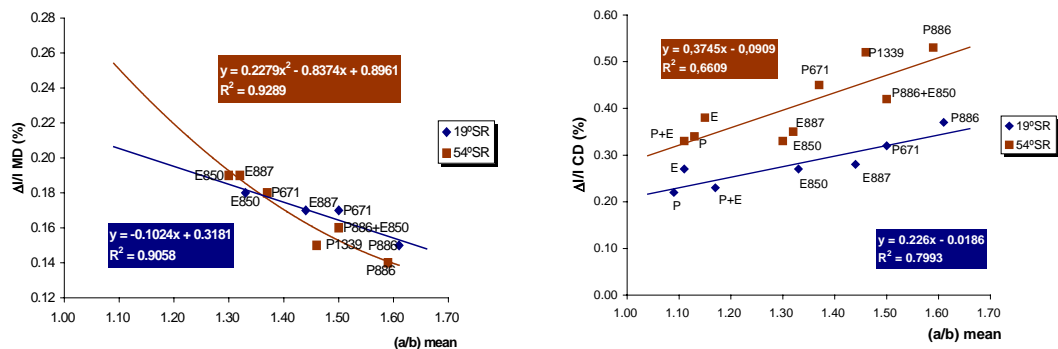 0.28
0.26
0.24
0.22
0.20
0.18
0.16
0.14
0.12
ΔI/I MD (%)
y = 0.2279x² - 0.8374x + 0.8961
R² = 0.9289
19ºSR
54ºSR
E850
E887
E850
P671
E887
P671
P886+E850
P1339
P886
P886
y = -0.1024x + 0.3181
R² = 0.9058
1.00
1.10
1.20
1.30
1.40
1.50
1.60
1.70
(a/b) mean
0.60
0.50
0.40
0.30
0.20
0.10
0.00
ΔI/I CD (%)
y = 0,3745x - 0,0909
R² = 0,6609
P886
P1339
P671
P886+E850
E
P+E
P
E887
E850
P886
P671
E
E850
E887
P
P+E
19ºSR
54ºSR
y = 0.226x - 0.0186
R² = 0.7993
1.00
1.10
1.20
1.30
1.40
1.50
1.60
1.70
(a/b) mean